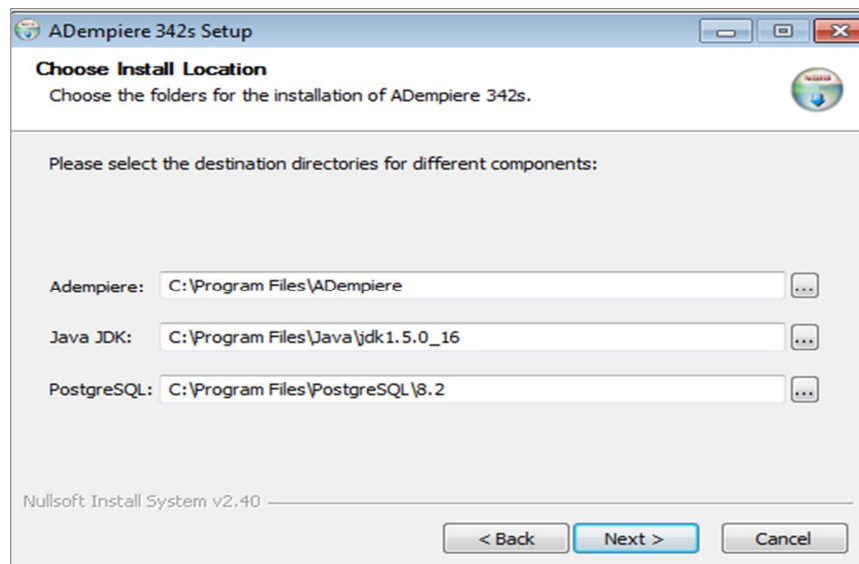 ADempiere 342s Setup
Choose Install Location
Choose the folders for the installation of ADempiere 342s.
Please select the destination directories for different components:
Adempiere: C:\Program Files\ADempiere ...
Java JDK: C:\Program Files\Java\jdk1.5.0_16 ...
PostgreSQL: C:\Program Files\PostgreSQL\8.2 ...
Nullsoft Install System v2.40
< Back Next > Cancel